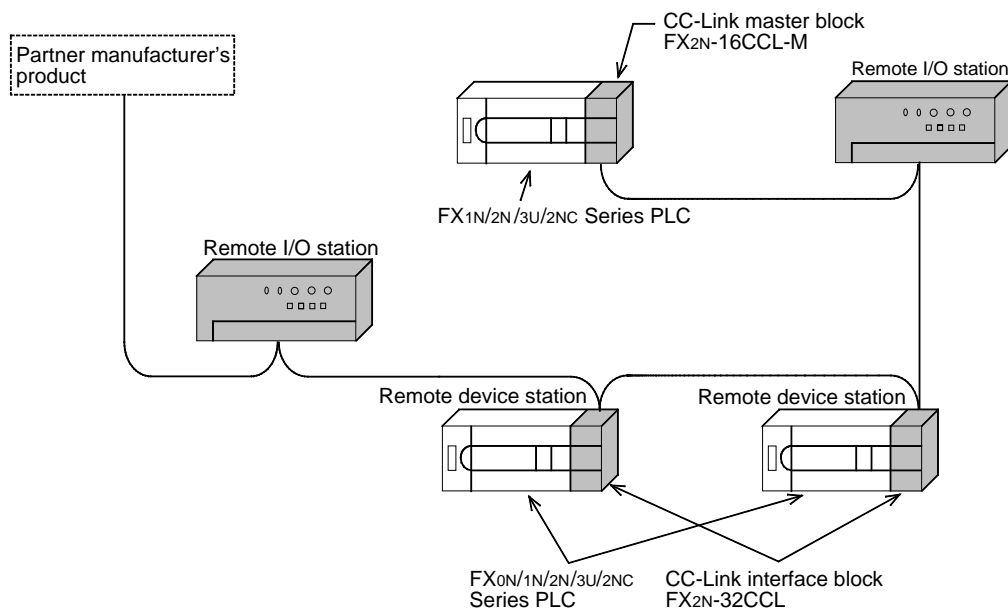 CC-Link master block
FX2N-16CCL-M
Partner manufacturer's
product
Remote I/O station
FX1N/2N/3U/2NC Series PLC
Remote I/O station
Remote device station
Remote device station
FX0N/1N/2N/3U/2NC
Series PLC
CC-Link interface block
FX2N-32CCL